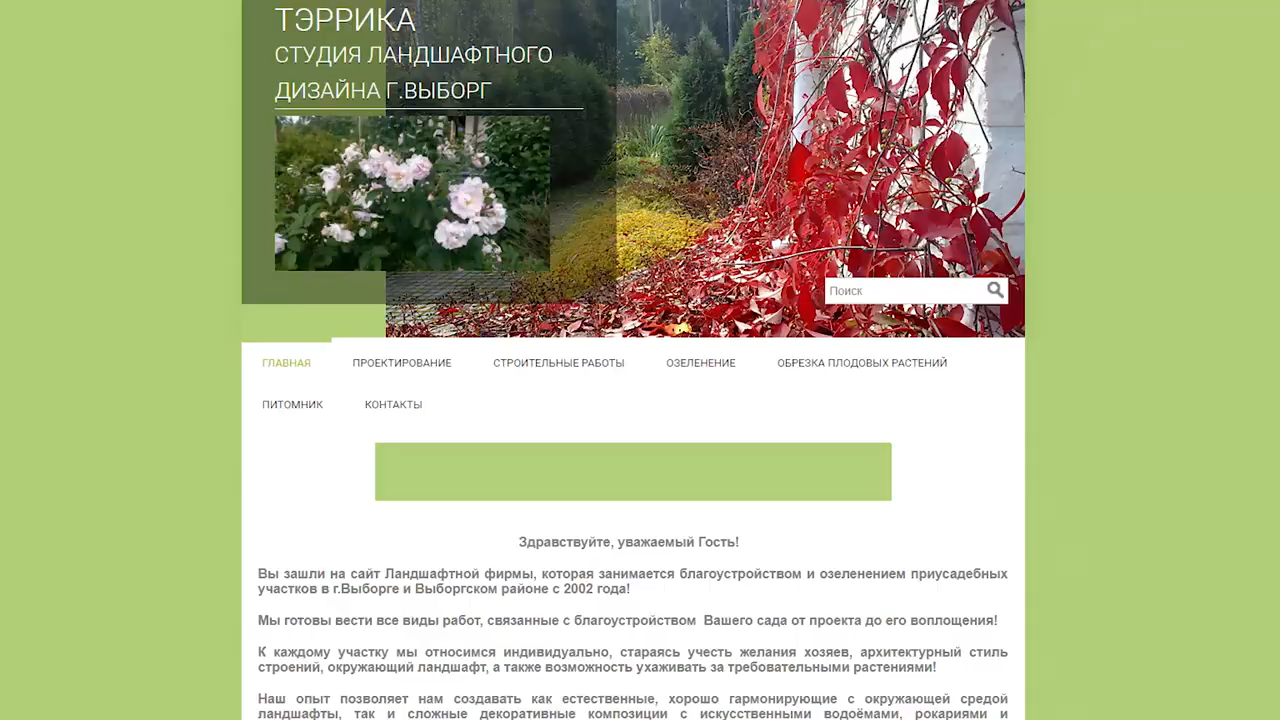 ТЭРРИКА
СТУДИЯ ЛАНДШАФТНОГО
ДИЗАЙНА Г.ВЫБОРГ
Поиск
ГЛАВНАЯ ПРОЕКТИРОВАНИЕ СТРОИТЕЛЬНЫЕ РАБОТЫ ОЗЕЛЕНЕНИЕ ОБРЕЗКА ПЛОДОВЫХ РАСТЕНИЙ
ПИТОМНИК КОНТАКТЫ
Здравствуйте, уважаемый Гость!
Вы зашли на сайт Ландшафтной фирмы, которая занимается благоустройством и озеленением приусадебных
участков в г.Выборге и Выборгском районе с 2002 года!
Мы готовы вести все виды работ, связанные с благоустройством Вашего сада от проекта до его воплощения!
К каждому участку мы относимся индивидуально, стараясь учесть желания хозяев, архитектурный стиль
строений, окружающий ландшафт, а также возможность ухаживать за требовательными растениями!
Наш опыт позволяет нам создавать как естественные, хорошо гармонирующие с окружающей средой
ландшафты, так и сложные декоративные композиции с искусственными водоёмами, рокариями и